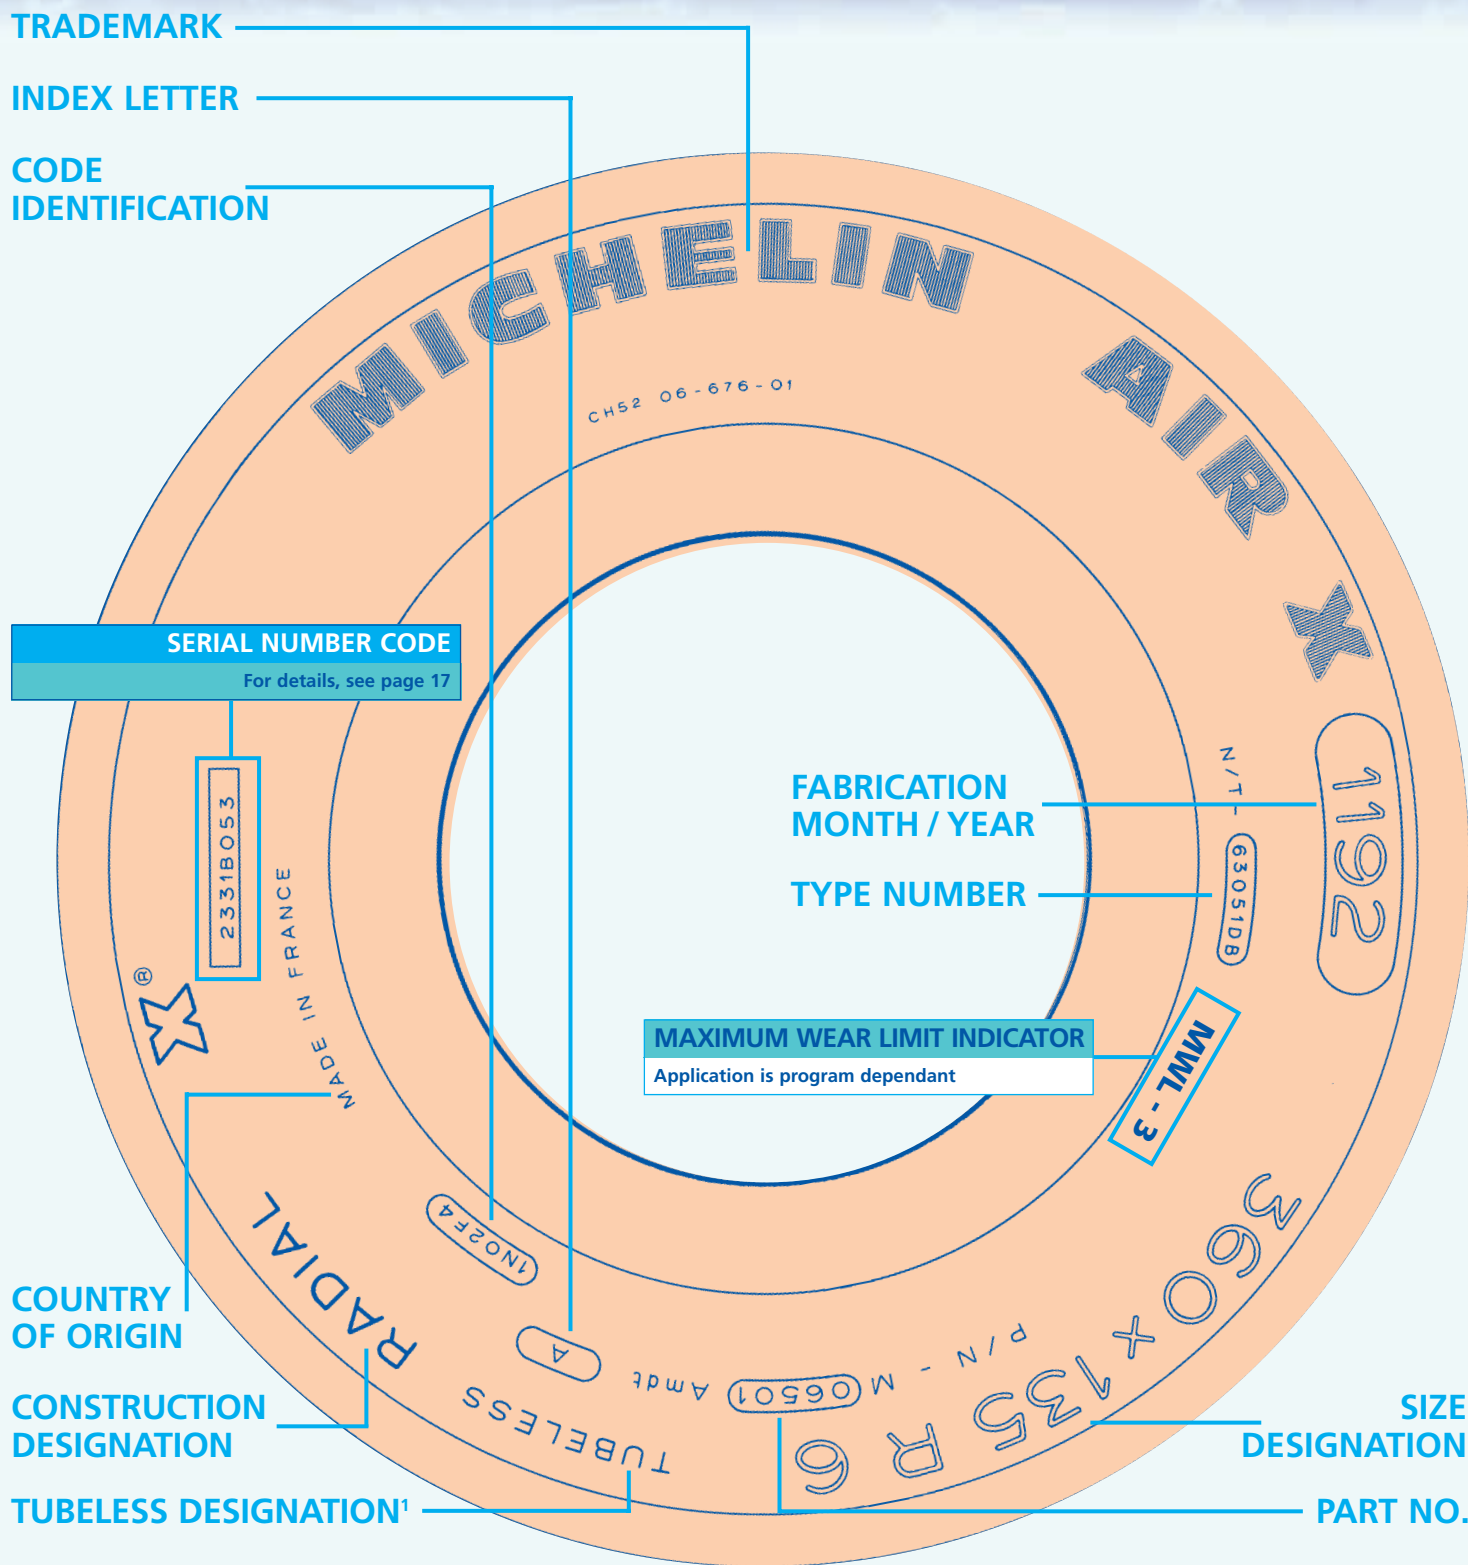 TRADEMARK
INDEX LETTER
CODE
IDENTIFICATION
MICHELIN AIR X
CH52 06-676-01
SERIAL NUMBER CODE
For details, see page 17
2331B053
MADE IN FRANCE
X®
FABRICATION
MONTH / YEAR
1192
N/T- 63051DB
TYPE NUMBER
MAXIMUM WEAR LIMIT INDICATOR
Application is program dependant
MWL - 3
360x135 R 6
P/N - M 06501 Amdt A
1N02F4
TUBELESS
RADIAL
COUNTRY
OF ORIGIN
CONSTRUCTION
DESIGNATION
TUBELESS DESIGNATION¹
SIZE
DESIGNATION
PART NO.